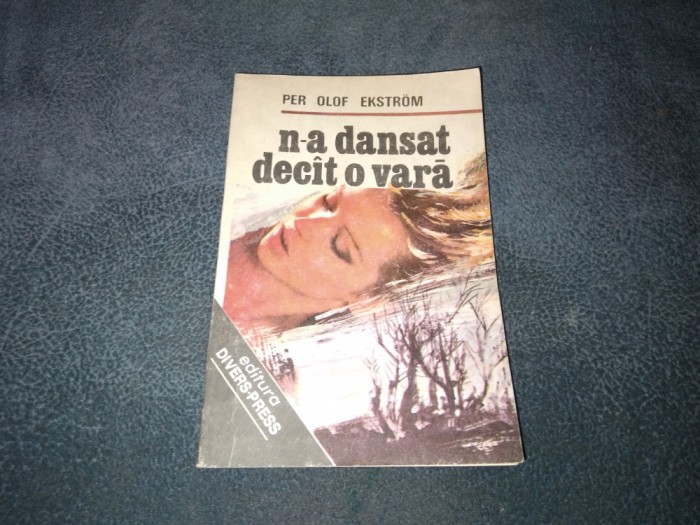 PER OLOF EKSTRÖM
n-a dansat
decît o vară
editura
DIVERS-PRESS